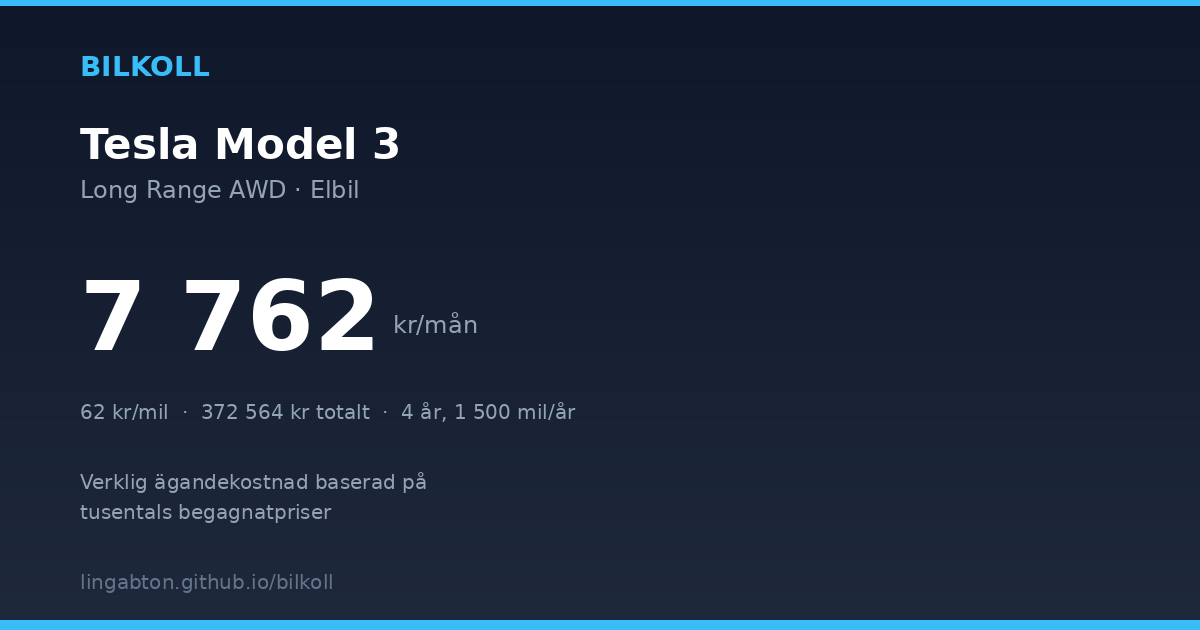 BILKOLL
Tesla Model 3
Long Range AWD · Elbil
7 762 kr/mån
62 kr/mil · 372 564 kr totalt · 4 år, 1 500 mil/år
Verklig ägandekostnad baserad på
tusentals begagnatpriser
lingabton.github.io/bilkoll